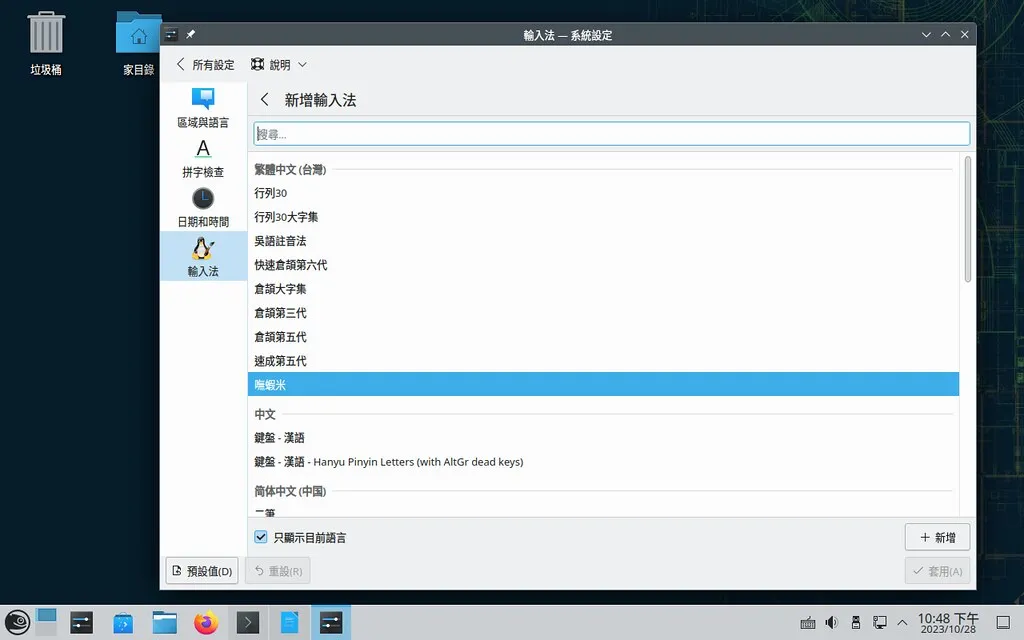 垃圾桶
家目錄
輸入法 — 系統設定
所有設定
說明
新增輸入法
區域與語言
拼字檢查
日期和時間
輸入法
搜尋...
繁體中文 (台灣)
行列30
行列30大字集
吳語註音法
快速倉頡第六代
倉頡大字集
倉頡第三代
倉頡第五代
速成第五代
嘸蝦米
中文
鍵盤 - 漢語
鍵盤 - 漢語 - Hanyu Pinyin Letters (with AltGr dead keys)
简体中文 (中国)
二筆
只顯示目前語言
新增
預設值(D)
重設(R)
套用(A)
10:48 下午
2023/10/28